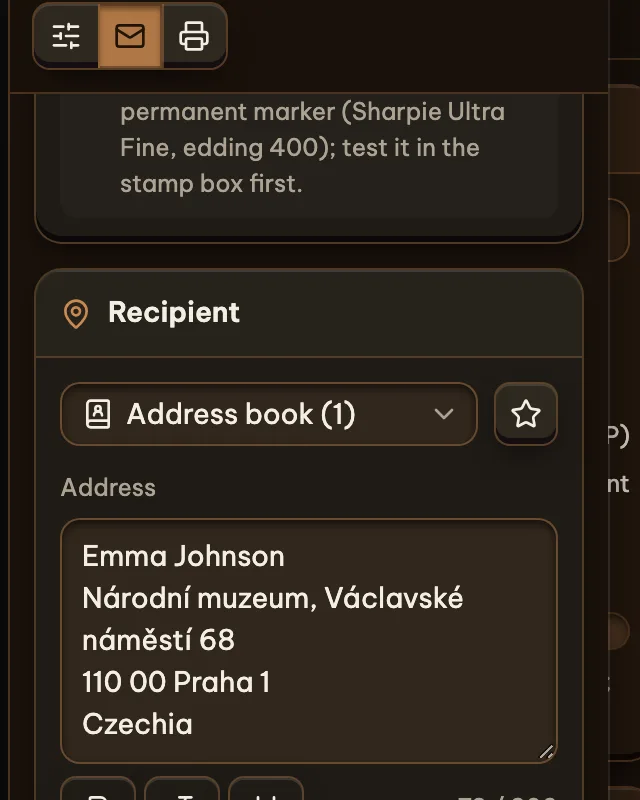 permanent marker (Sharpie Ultra
Fine, edding 400); test it in the
stamp box first.
Recipient
Address book (1)
Address
Emma Johnson
Národní muzeum, Václavské
náměstí 68
110 00 Praha 1
Czechia